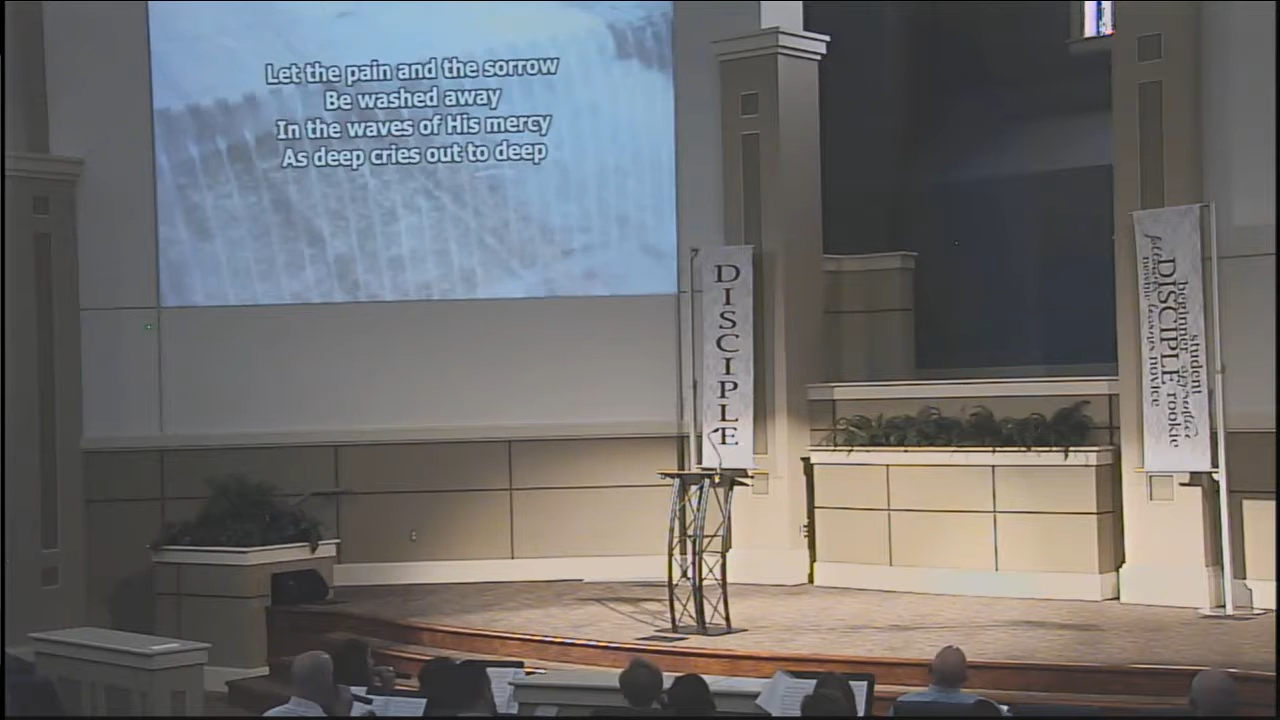 Let the pain and the sorrow
Be washed away
In the waves of His mercy
As deep cries out to deep
DISCIPLE
student
beginner
DISCIPLE rookie
novice